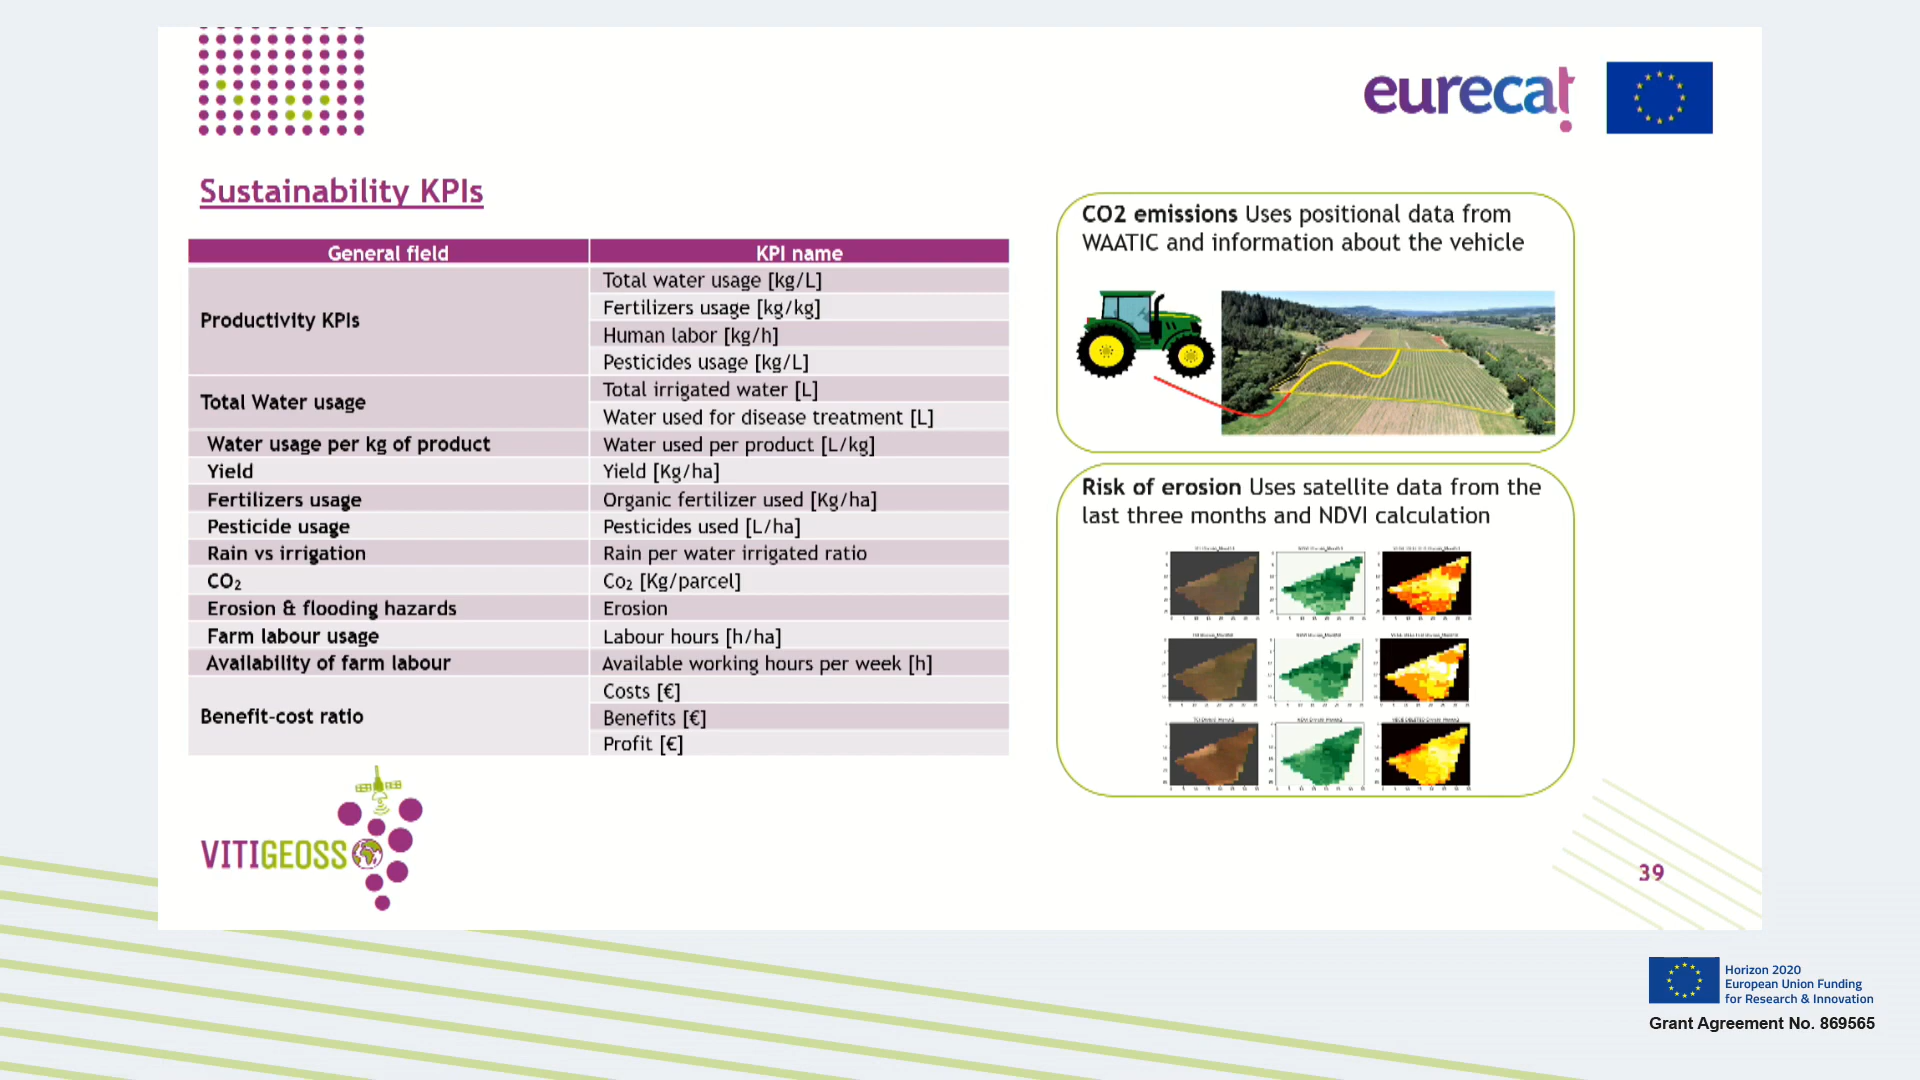 eurecat
Sustainability KPIs
General field KPI name
Productivity KPIs
Total water usage [kg/L]
Fertilizers usage [kg/kg]
Human labor [kg/h]
Pesticides usage [kg/L]
Total Water usage
Total irrigated water [L]
Water used for disease treatment [L]
Water usage per kg of product Water used per product [L/kg]
Yield Yield [Kg/ha]
Fertilizers usage Organic fertilizer used [Kg/ha]
Pesticide usage Pesticides used [L/ha]
Rain vs irrigation Rain per water irrigated ratio
CO₂ Co₂ [Kg/parcel]
Erosion & flooding hazards Erosion
Farm labour usage Labour hours [h/ha]
Availability of farm labour Available working hours per week [h]
Benefit-cost ratio
Costs [€]
Benefits [€]
Profit [€]
CO2 emissions Uses positional data from
WAATIC and information about the vehicle
Risk of erosion Uses satellite data from the
last three months and NDVI calculation
VITIGEOSS
39
Horizon 2020
European Union Funding
for Research & Innovation
Grant Agreement No. 869565